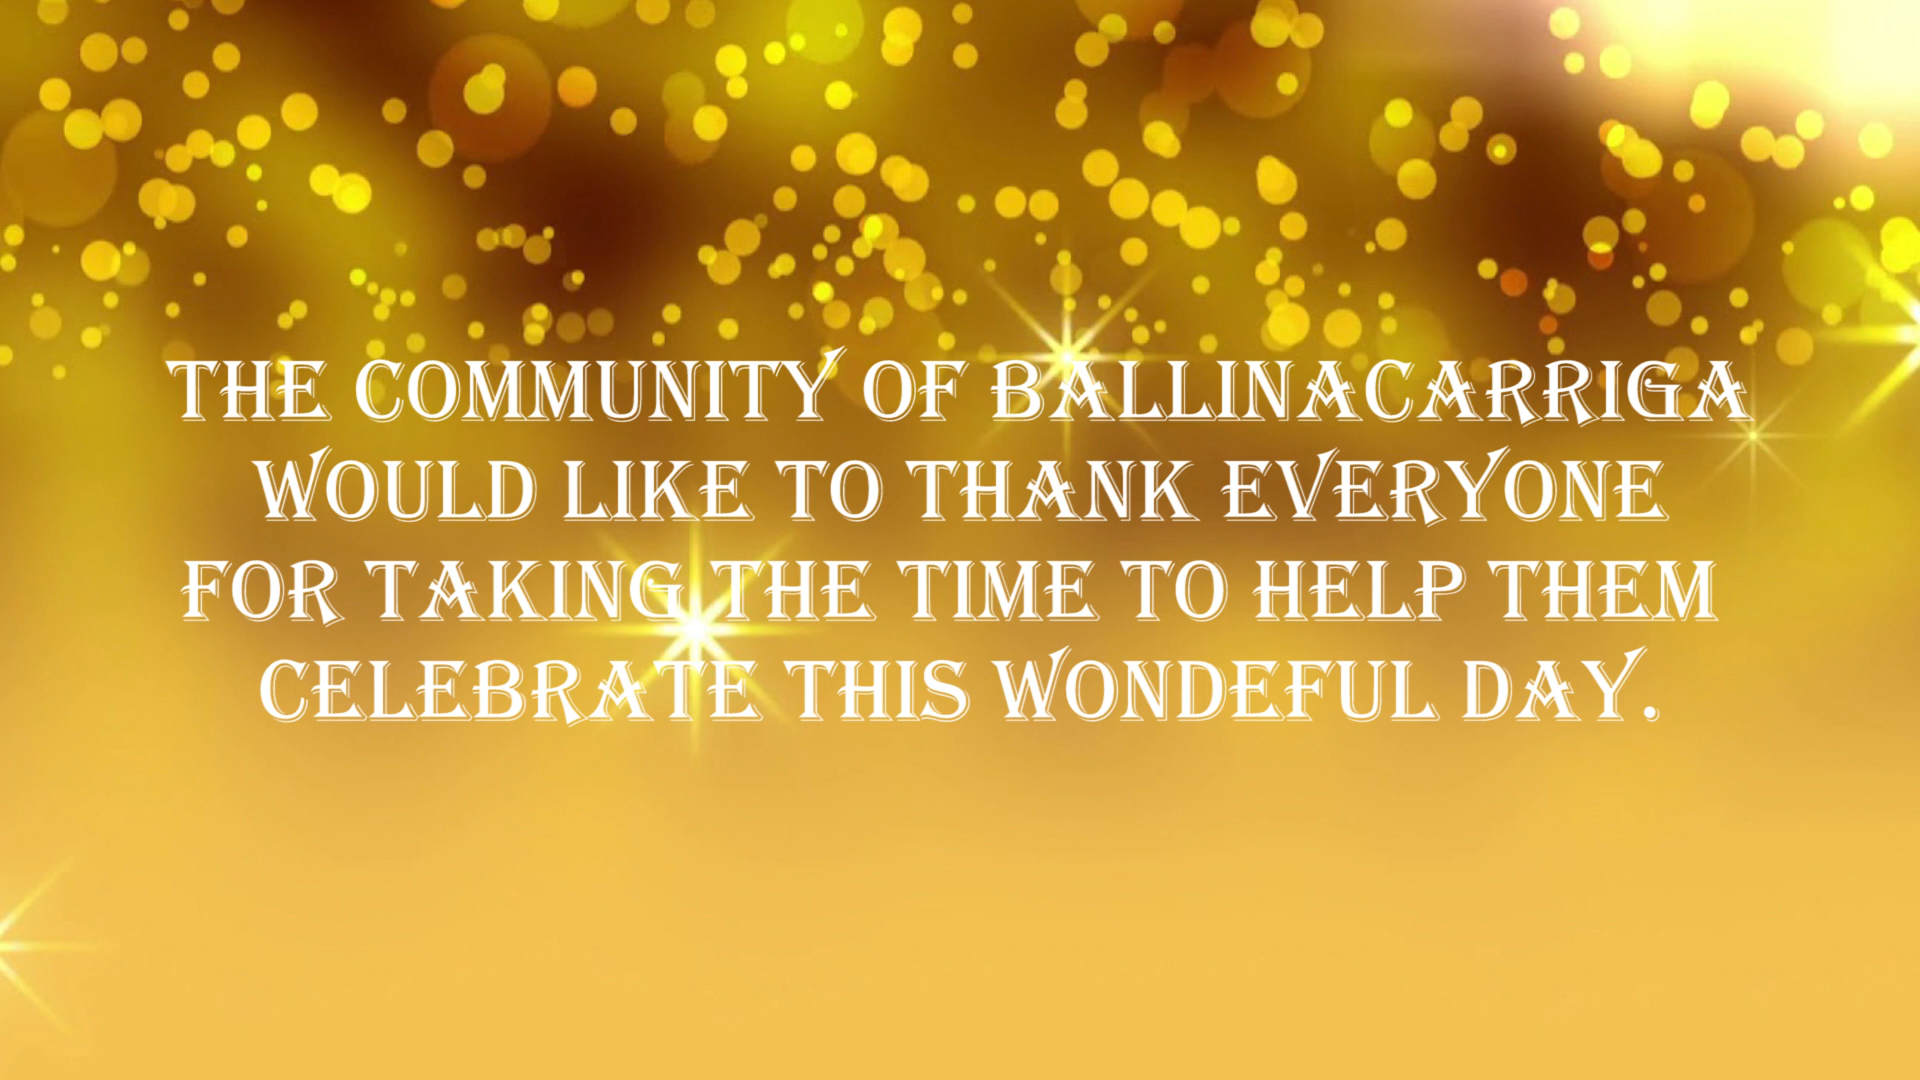 THE COMMUNITY OF BALLINACARRIGA
WOULD LIKE TO THANK EVERYONE
FOR TAKING THE TIME TO HELP THEM
CELEBRATE THIS WONDEFUL DAY.